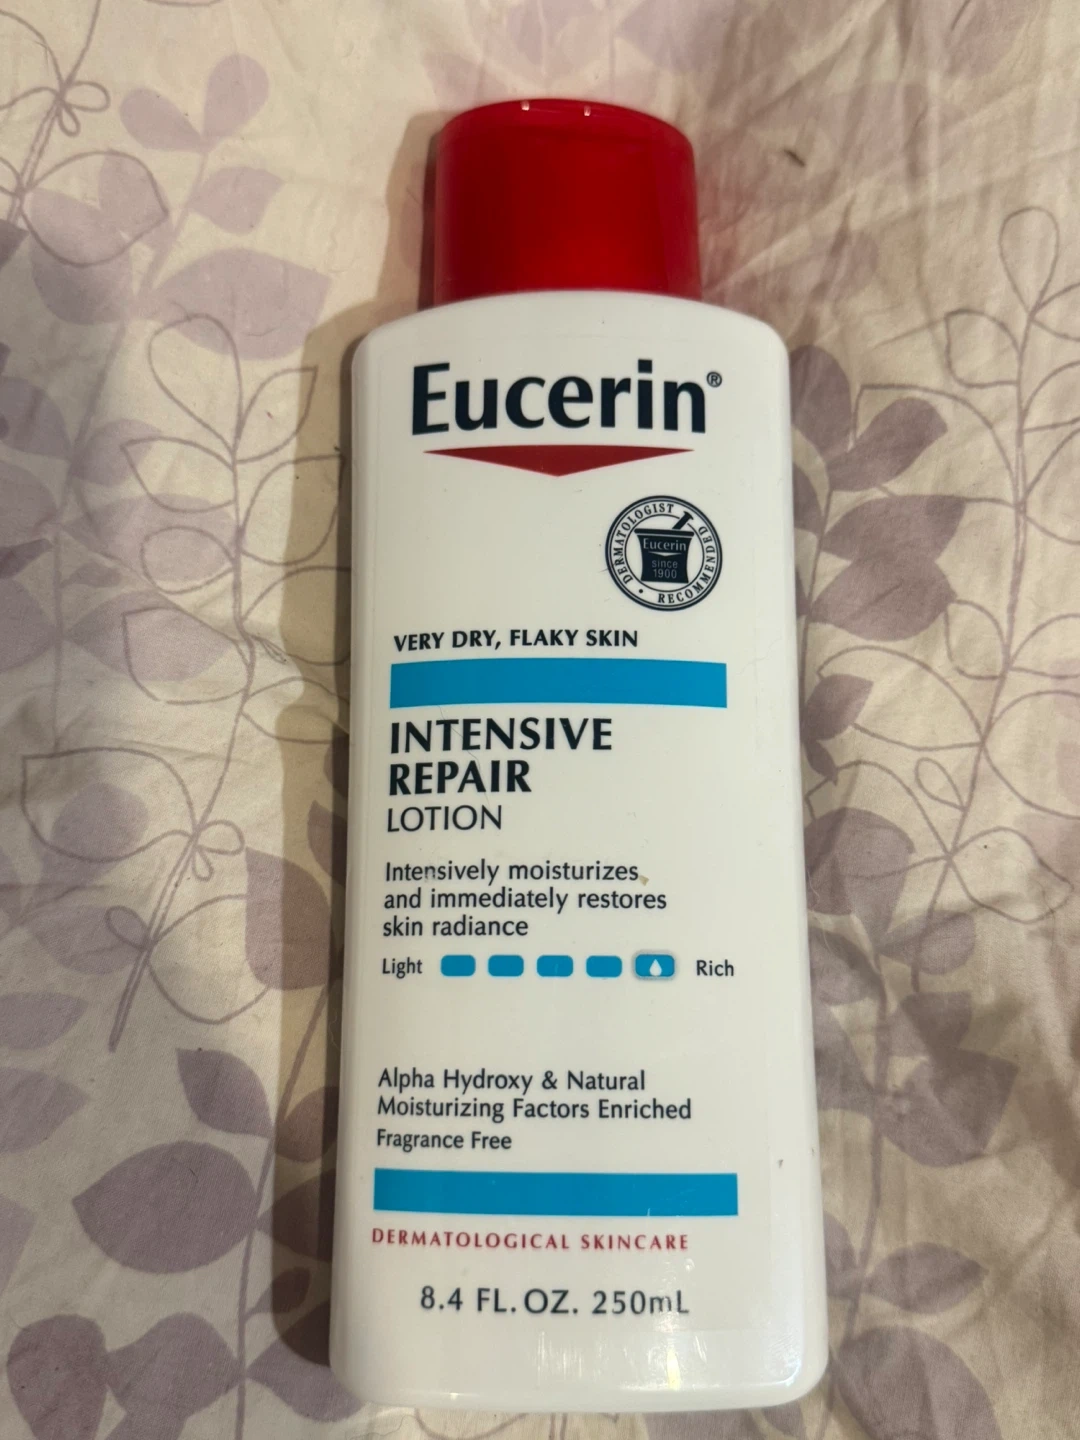 Eucerin®
DERMATOLOGIST RECOMMENDED
Eucerin
since
1900
VERY DRY, FLAKY SKIN
INTENSIVE
REPAIR
LOTION
Intensively moisturizes
and immediately restores
skin radiance
Light Rich
Alpha Hydroxy & Natural
Moisturizing Factors Enriched
Fragrance Free
DERMATOLOGICAL SKINCARE
8.4 FL. OZ. 250mL